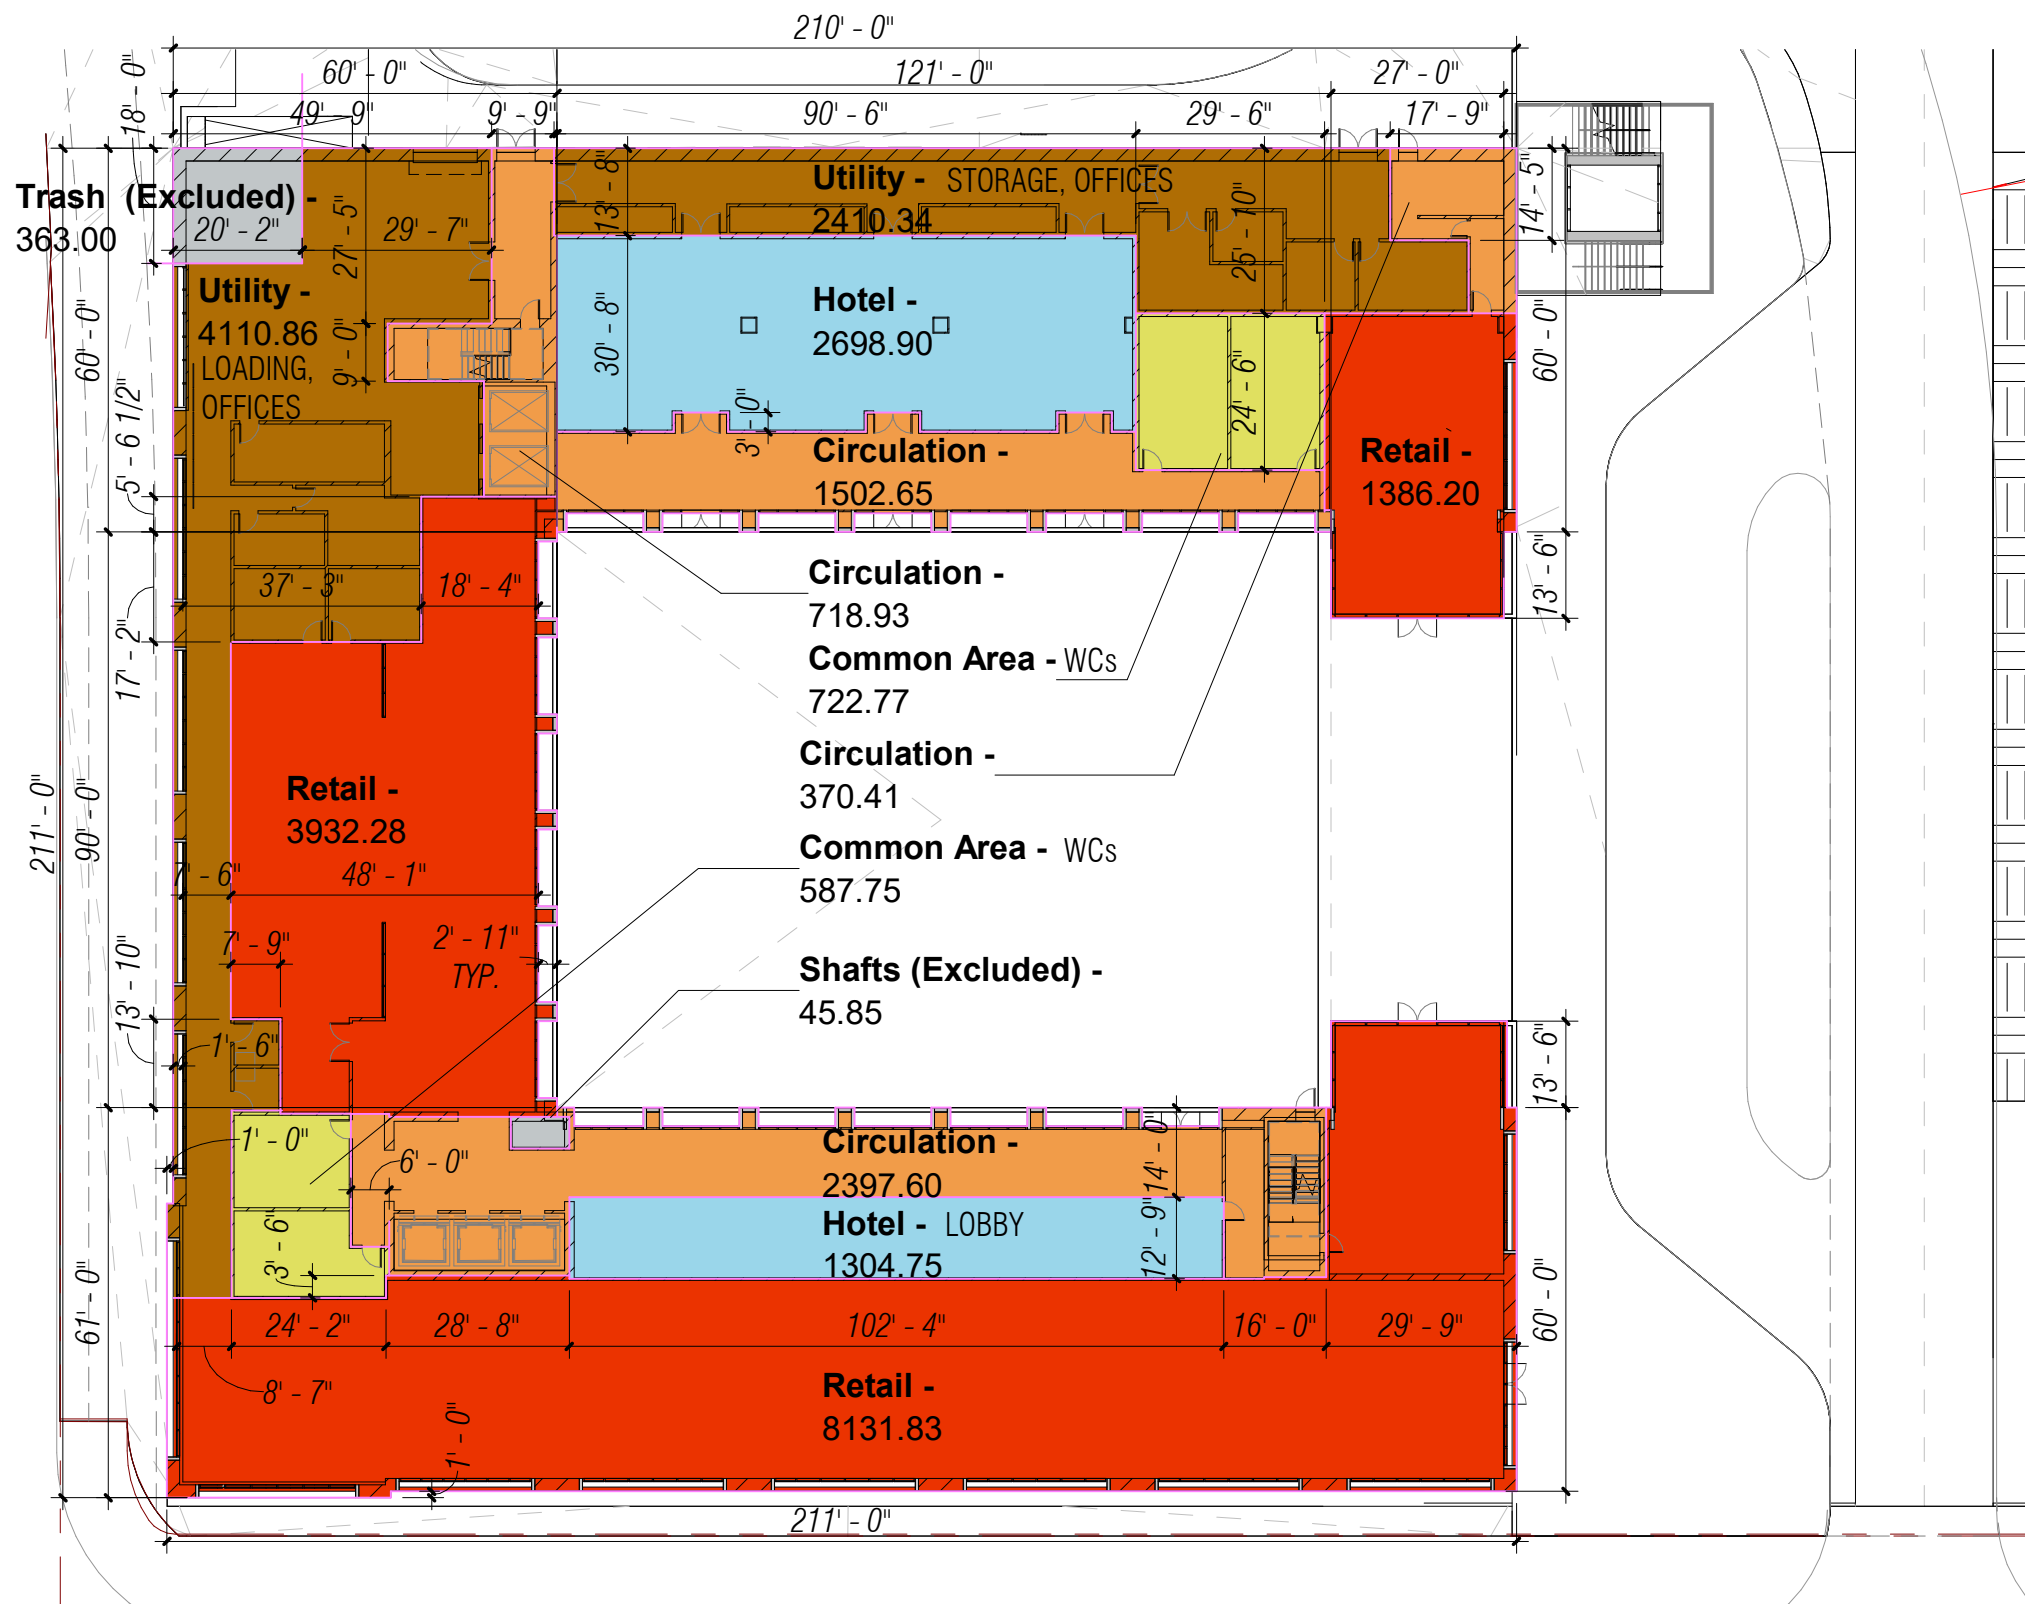 210' - 0"
60' - 0"
121' - 0"
27' - 0"
49' - 9"
9' - 9"
90' - 6"
29' - 6"
17' - 9"
18' - 0"
Trash (Excluded) -
363.00
20' - 2"
29' - 7"
27' - 5"
13' - 8"
Utility - STORAGE, OFFICES
2410.34
25' - 10"
14' - 5"
Utility -
4110.86
LOADING,
OFFICES
9' - 0"
30' - 8"
Hotel -
2698.90
3' - 0"
24' - 6"
60' - 0"
60' - 0"
5' - 6 1/2"
Circulation -
1502.65
Retail -
1386.20
37' - 3"
18' - 4"
17' - 2"
13' - 6"
Circulation -
718.93
Common Area - WCs
722.77
Circulation -
370.41
Common Area - WCs
587.75
Shafts (Excluded) -
45.85
Retail -
3932.28
211' - 0"
90' - 0"
7' - 6"
48' - 1"
7' - 9"
2' - 11"
TYP.
13' - 10"
1' - 6"
13' - 6"
1' - 0"
6' - 0"
Circulation -
2397.60
14' - 0"
Hotel - LOBBY
1304.75
12' - 9"
3' - 6"
61' - 0"
60' - 0"
24' - 2"
28' - 8"
102' - 4"
16' - 0"
29' - 9"
8' - 7"
Retail -
8131.83
1' - 0"
211' - 0"